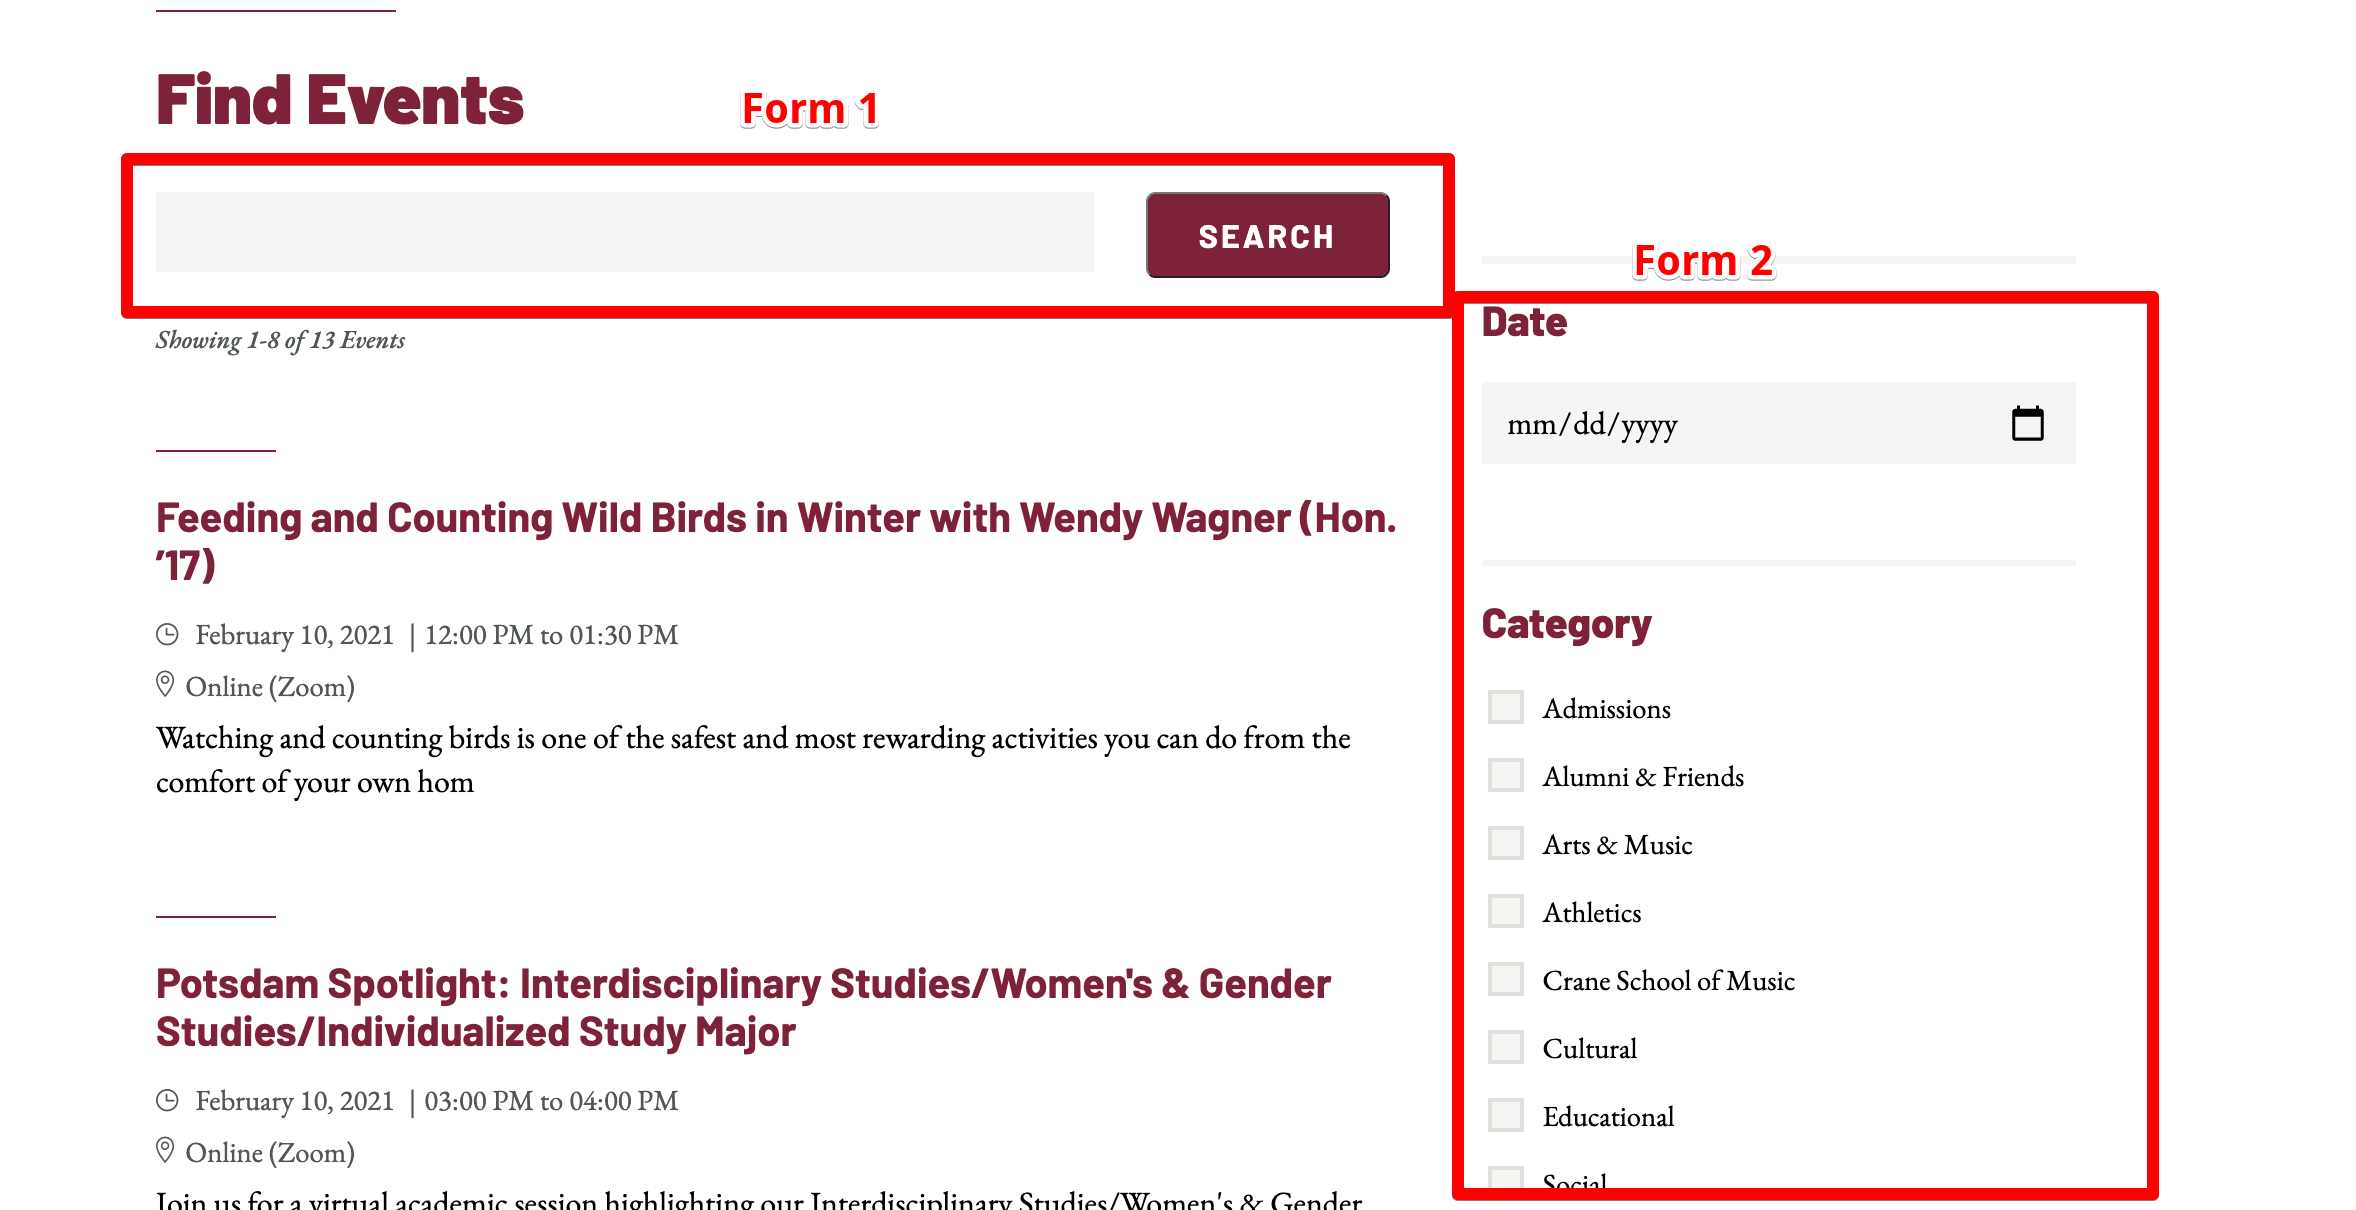 Find Events
Form 1
SEARCH
Showing 1-8 of 13 Events
Feeding and Counting Wild Birds in Winter with Wendy Wagner (Hon.
’17)
February 10, 2021 | 12:00 PM to 01:30 PM
Online (Zoom)
Watching and counting birds is one of the safest and most rewarding activities you can do from the
comfort of your own hom
Potsdam Spotlight: Interdisciplinary Studies/Women's & Gender
Studies/Individualized Study Major
February 10, 2021 | 03:00 PM to 04:00 PM
Online (Zoom)
Join us for a virtual academic session highlighting our Interdisciplinary Studies/Women's & Gender
Form 2
Date
mm/dd/yyyy
Category
Admissions
Alumni & Friends
Arts & Music
Athletics
Crane School of Music
Cultural
Educational
Social